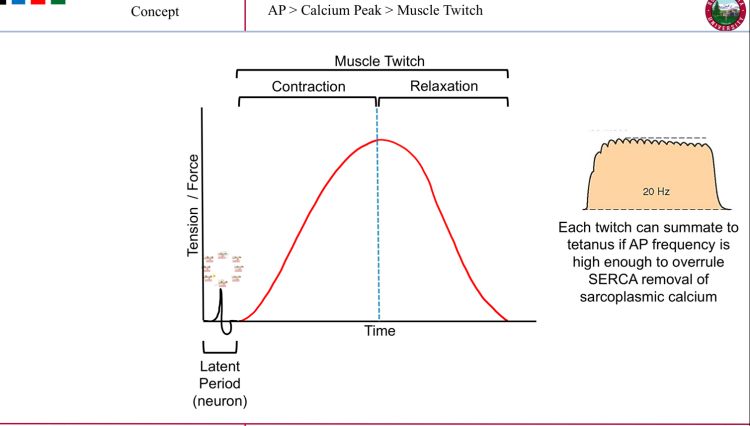 Concept
AP > Calcium Peak > Muscle Twitch
Muscle Twitch
Contraction
Relaxation
Tension / Force
20 Hz
Each twitch can summate to
tetanus if AP frequency is
high enough to overrule
SERCA removal of
sarcoplasmic calcium
Time
Latent
Period
(neuron)